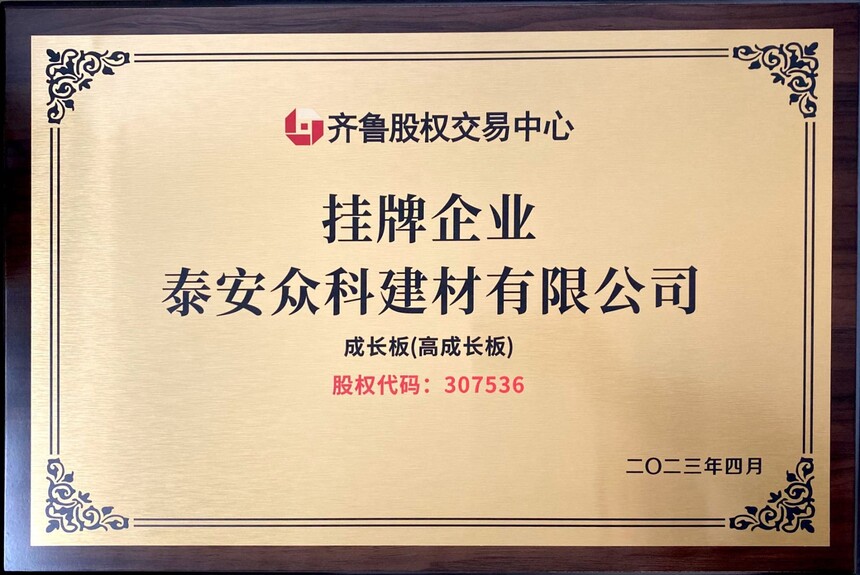 齐鲁股权交易中心
挂牌企业
泰安众科建材有限公司
成长板(高成长板)
股权代码：307536
二〇二三年四月